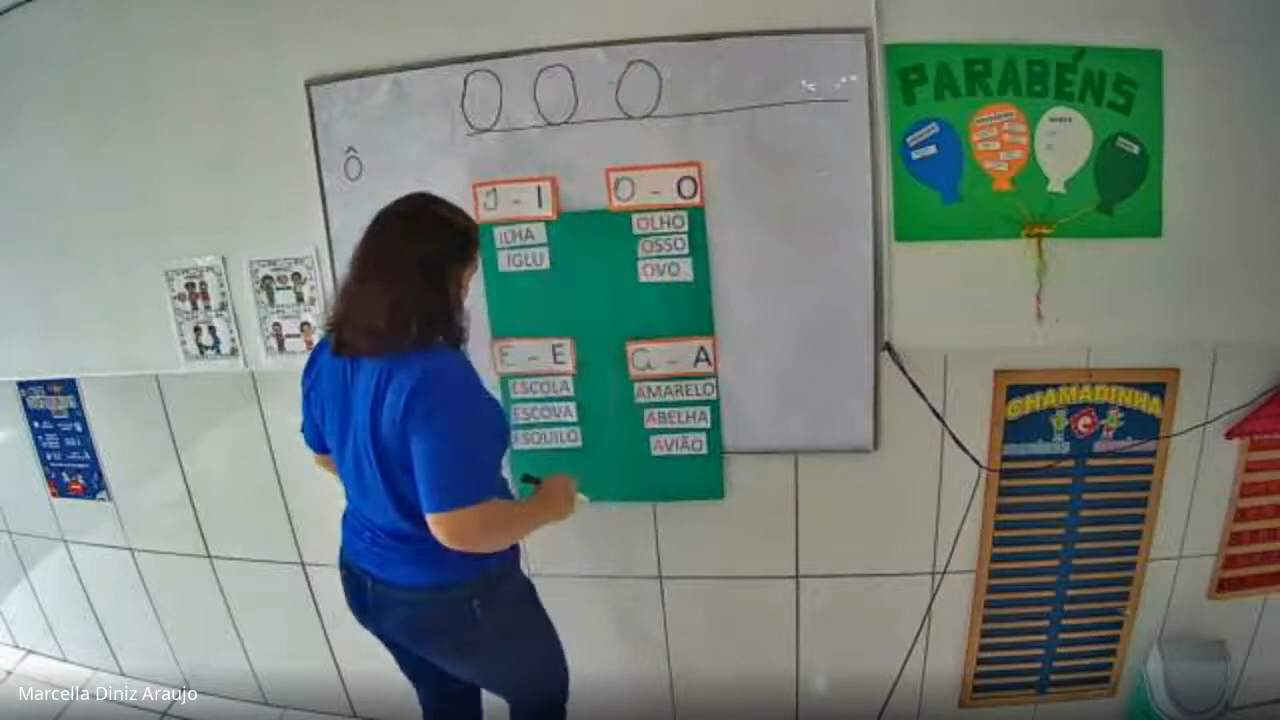 O O O
Ô
PARABÉNS
I - I
ILHA
IGLU
O - O
OLHO
OSSO
OVO
E - E
ESCOLA
ESCOVA
ESQUILO
A - A
AMARELO
ABELHA
AVIÃO
CHAMADINHA
Marcella Diniz Araujo